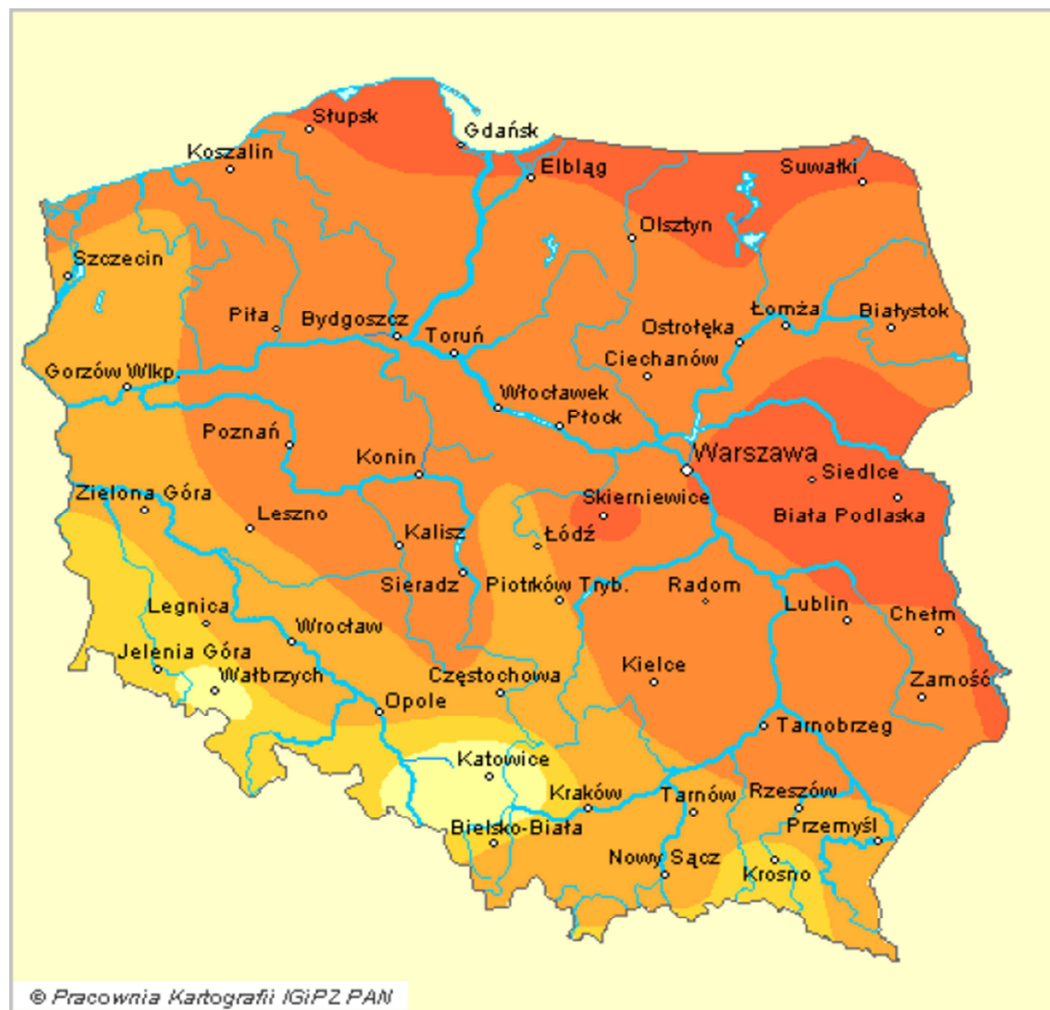 Słupsk
Gdańsk
Koszalin
Elbląg
Suwałki
Olsztyn
Szczecin
Piła
Bydgoszcz
Toruń
Łomża
Białystok
Ostrołęka
Ciechanów
Gorzów Wlkp.
Włocławek
Płock
Poznań
Konin
Warszawa
Siedlce
Zielona Góra
Leszno
Skierniewice
Biała Podlaska
Kalisz
Łódź
Sieradz
Piotrków Tryb.
Radom
Lublin
Chełm
Legnica
Wrocław
Jelenia Góra
Wałbrzych
Częstochowa
Kielce
Zamość
Opole
Tarnobrzeg
Katowice
Kraków
Tarnów
Rzeszów
Bielsko-Biała
Przemyśl
Nowy Sącz
Krosno
© Pracownia Kartografii IGiPZ PAN